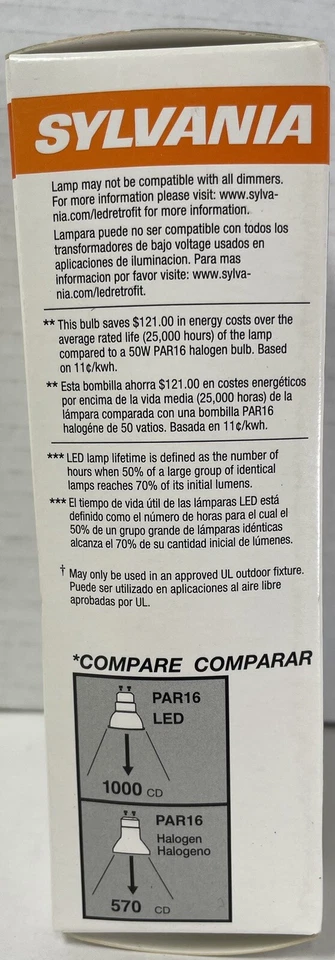 SYLVANIA
Lamp may not be compatible with all dimmers.
For more information please visit: www.sylva-
nia.com/ledretrofit for more information.
Lampara puede no ser compatible con todos los
transformadores de bajo voltage usados en
aplicaciones de iluminacion. Para mas
informacion por favor visite: www.sylva-
nia.com/ledretrofit.
** This bulb saves $121.00 in energy costs over the
average rated life (25,000 hours) of the lamp
compared to a 50W PAR16 halogen bulb. Based
on 11¢/kwh.
** Esta bombilla ahorra $121.00 en costes energéticos
por encima de la vida media (25,000 horas) de la
lámpara comparada con una bombilla PAR16
halogéne de 50 vatios. Basada en 11¢/kwh.
*** LED lamp lifetime is defined as the number of
hours when 50% of a large group of identical
lamps reaches 70% of its initial lumens.
*** El tiempo de vida útil de las lámparas LED está
definido como el número de horas para el cual el
50% de un grupo grande de lámparas idénticas
alcanza el 70% de su cantidad inicial de lúmenes.
† May only be used in an approved UL outdoor fixture.
Puede ser utilizado en aplicaciones al aire libre
aprobadas por UL.
*COMPARE COMPARAR
PAR16
LED
1000 CD
PAR16
Halogen
Halogeno
570 CD